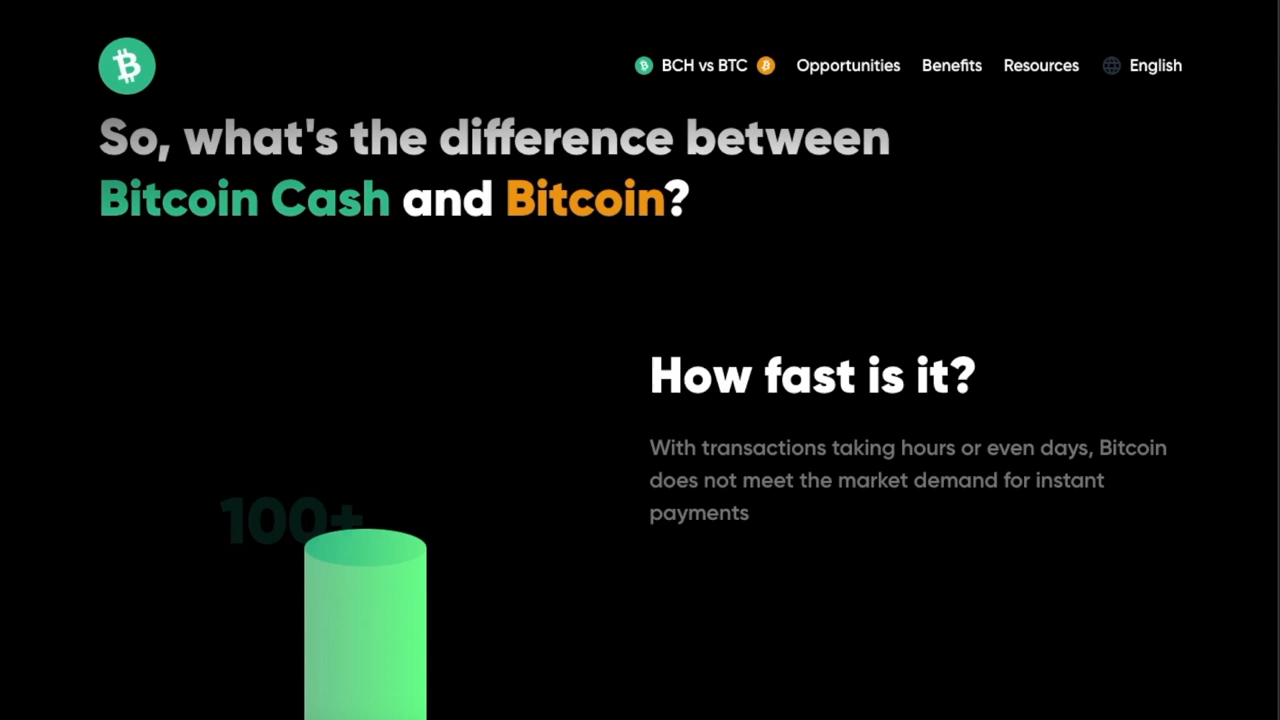 BCH vs BTC Opportunities Benefits Resources English
So, what's the difference between
Bitcoin Cash and Bitcoin?
How fast is it?
With transactions taking hours or even days, Bitcoin
does not meet the market demand for instant
payments
100+